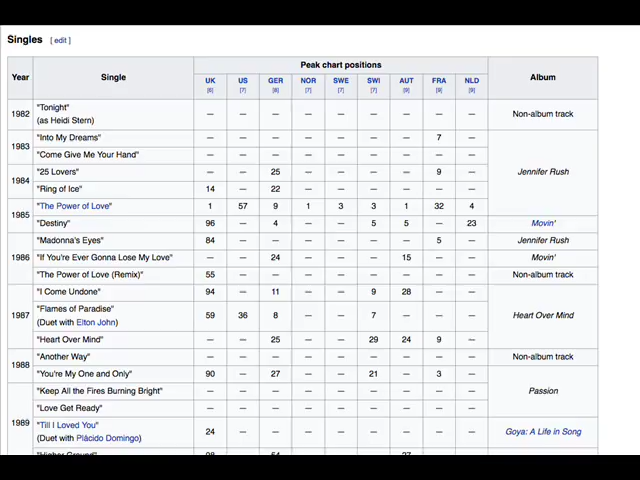 Singles [ edit ]
Year Single Peak chart positions Album
UK US GER NOR SWE SWI AUT FRA NLD
[6] [7] [8] [7] [7] [7] [9] [9] [9]
1982 "Tonight" — — — — — — — — — Non-album track
(as Heidi Stern)
1983 "Into My Dreams" — — — — — — — 7 — Jennifer Rush
"Come Give Me Your Hand" — — — — — — — — —
1984 "25 Lovers" — — 25 — — — — 9 —
"Ring of Ice" 14 — 22 — — — — — —
1985 "The Power of Love" 1 57 9 1 3 3 1 32 4
"Destiny" 96 — 4 — — 5 5 — 23 Movin'
1986 "Madonna's Eyes" 84 — — — — — — 5 — Jennifer Rush
"If You're Ever Gonna Lose My Love" — — 24 — — — 15 — — Movin'
"The Power of Love (Remix)" 55 — — — — — — — — Non-album track
1987 "I Come Undone" 94 — 11 — — 9 28 — — Heart Over Mind
"Flames of Paradise" 59 36 8 — — 7 — — —
(Duet with Elton John)
"Heart Over Mind" — — 25 — — 29 24 9 —
1988 "Another Way" — — — — — — — — — Non-album track
"You're My One and Only" 90 — 27 — — 21 — 3 — Passion
1989 "Keep All the Fires Burning Bright" — — — — — — — — —
"Love Get Ready" — — — — — — — — —
"Till I Loved You" 24 — — — — — — — — Goya: A Life in Song
(Duet with Plácido Domingo)